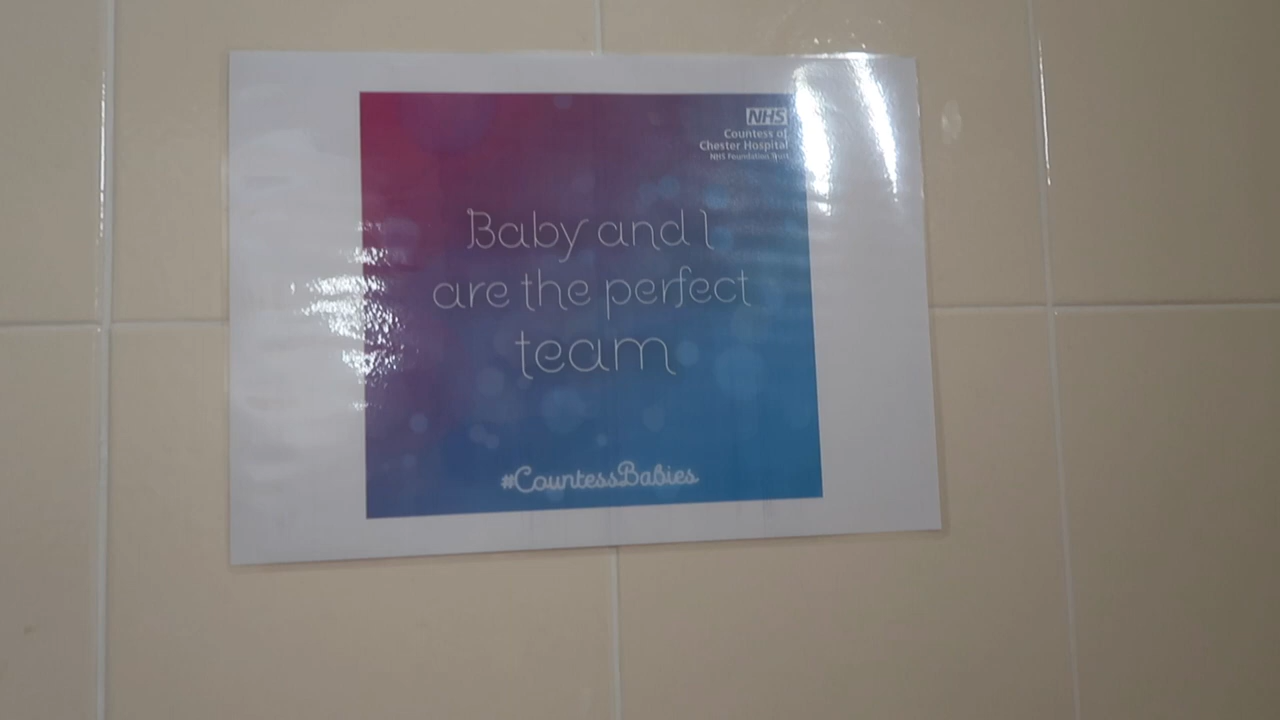 NHS
Countess of
Chester Hospital
NHS Foundation Trust
Baby and I
are the perfect
team
#CountessBabies